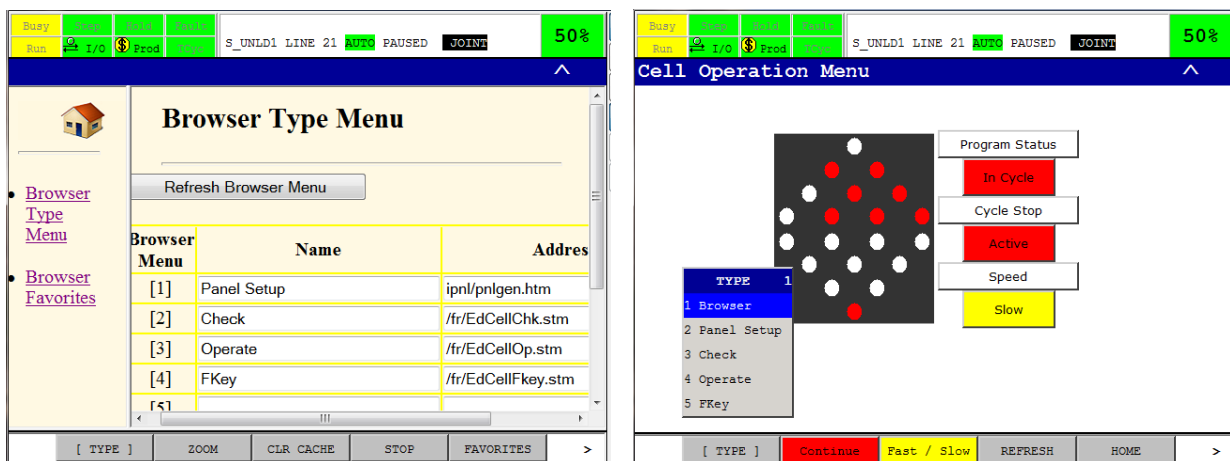 Busy Step Hold Fault
Run I/O Prod TCyc
S_UNLD1 LINE 21 AUTO PAUSED JOINT
50%
^
Browser Type Menu
Browser Favorites
Browser Type Menu
Refresh Browser Menu
Browser Menu Name Addres
[1] Panel Setup ipnl/pnlgen.htm
[2] Check /fr/EdCellChk.stm
[3] Operate /fr/EdCellOp.stm
[4] FKey /fr/EdCellFkey.stm
[5]
[ TYPE ] ZOOM CLR CACHE STOP FAVORITES >
Busy Step Hold Fault
Run I/O Prod TCyc
S_UNLD1 LINE 21 AUTO PAUSED JOINT
50%
Cell Operation Menu ^
Program Status
In Cycle
Cycle Stop
Active
Speed
Slow
TYPE 1
1 Browser
2 Panel Setup
3 Check
4 Operate
5 FKey
[ TYPE ] Continue Fast / Slow REFRESH HOME >